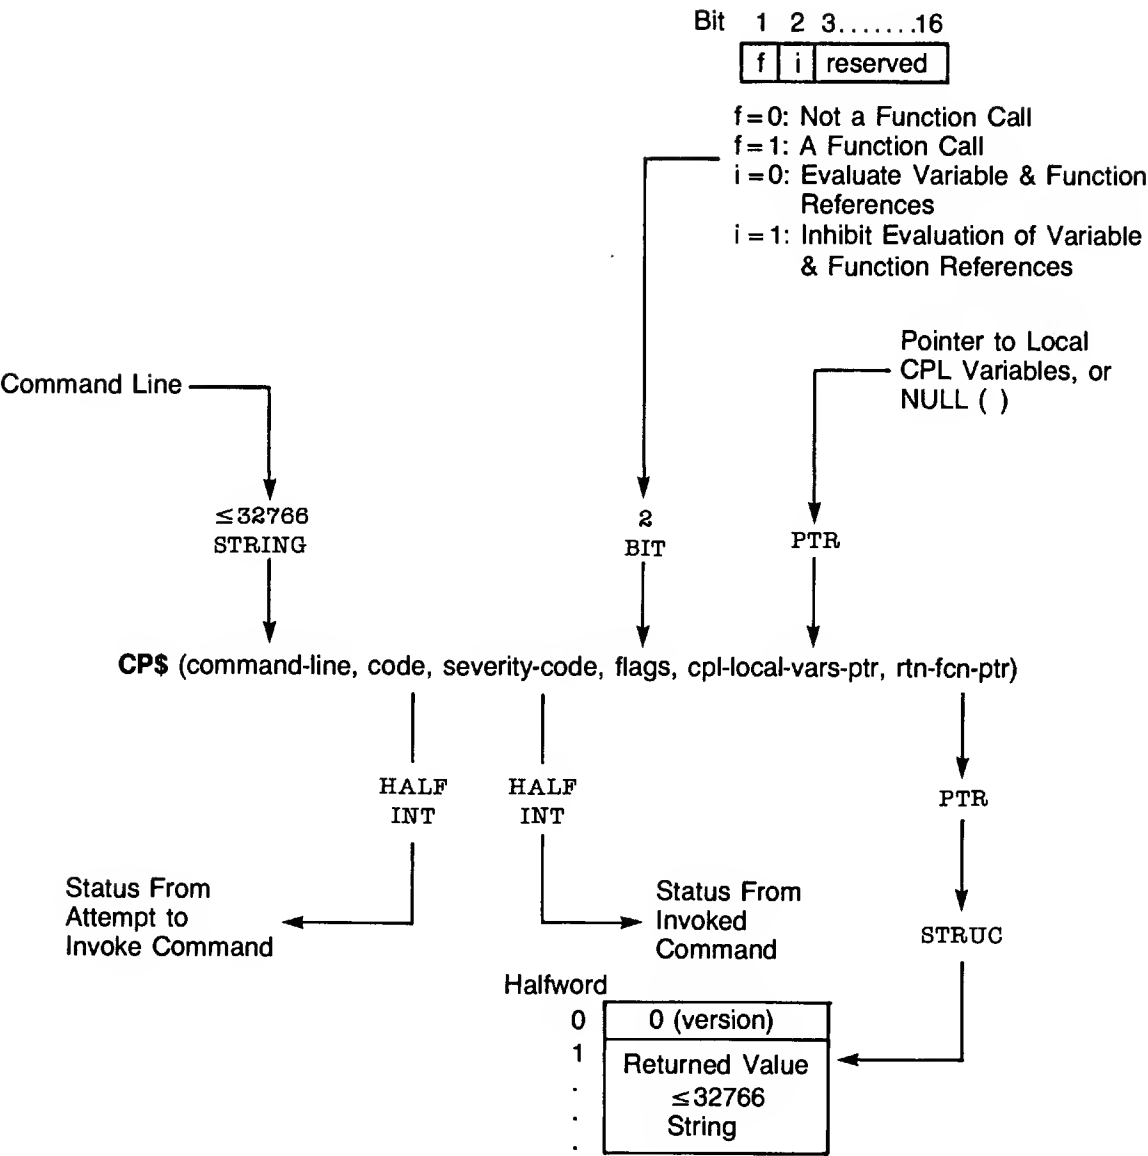 Bit 1 2 3.......16
f i reserved
f=0: Not a Function Call
f=1: A Function Call
i=0: Evaluate Variable & Function
References
i=1: Inhibit Evaluation of Variable
& Function References
Pointer to Local
CPL Variables, or
NULL ( )
Command Line
≤32766
STRING
2
BIT
PTR
CP$ (command-line, code, severity-code, flags, cpl-local-vars-ptr, rtn-fcn-ptr)
HALF
INT
HALF
INT
PTR
Status From
Attempt to
Invoke Command
Status From
Invoked
Command
STRUC
Halfword
0 0 (version)
1 Returned Value
. ≤32766
. String
.